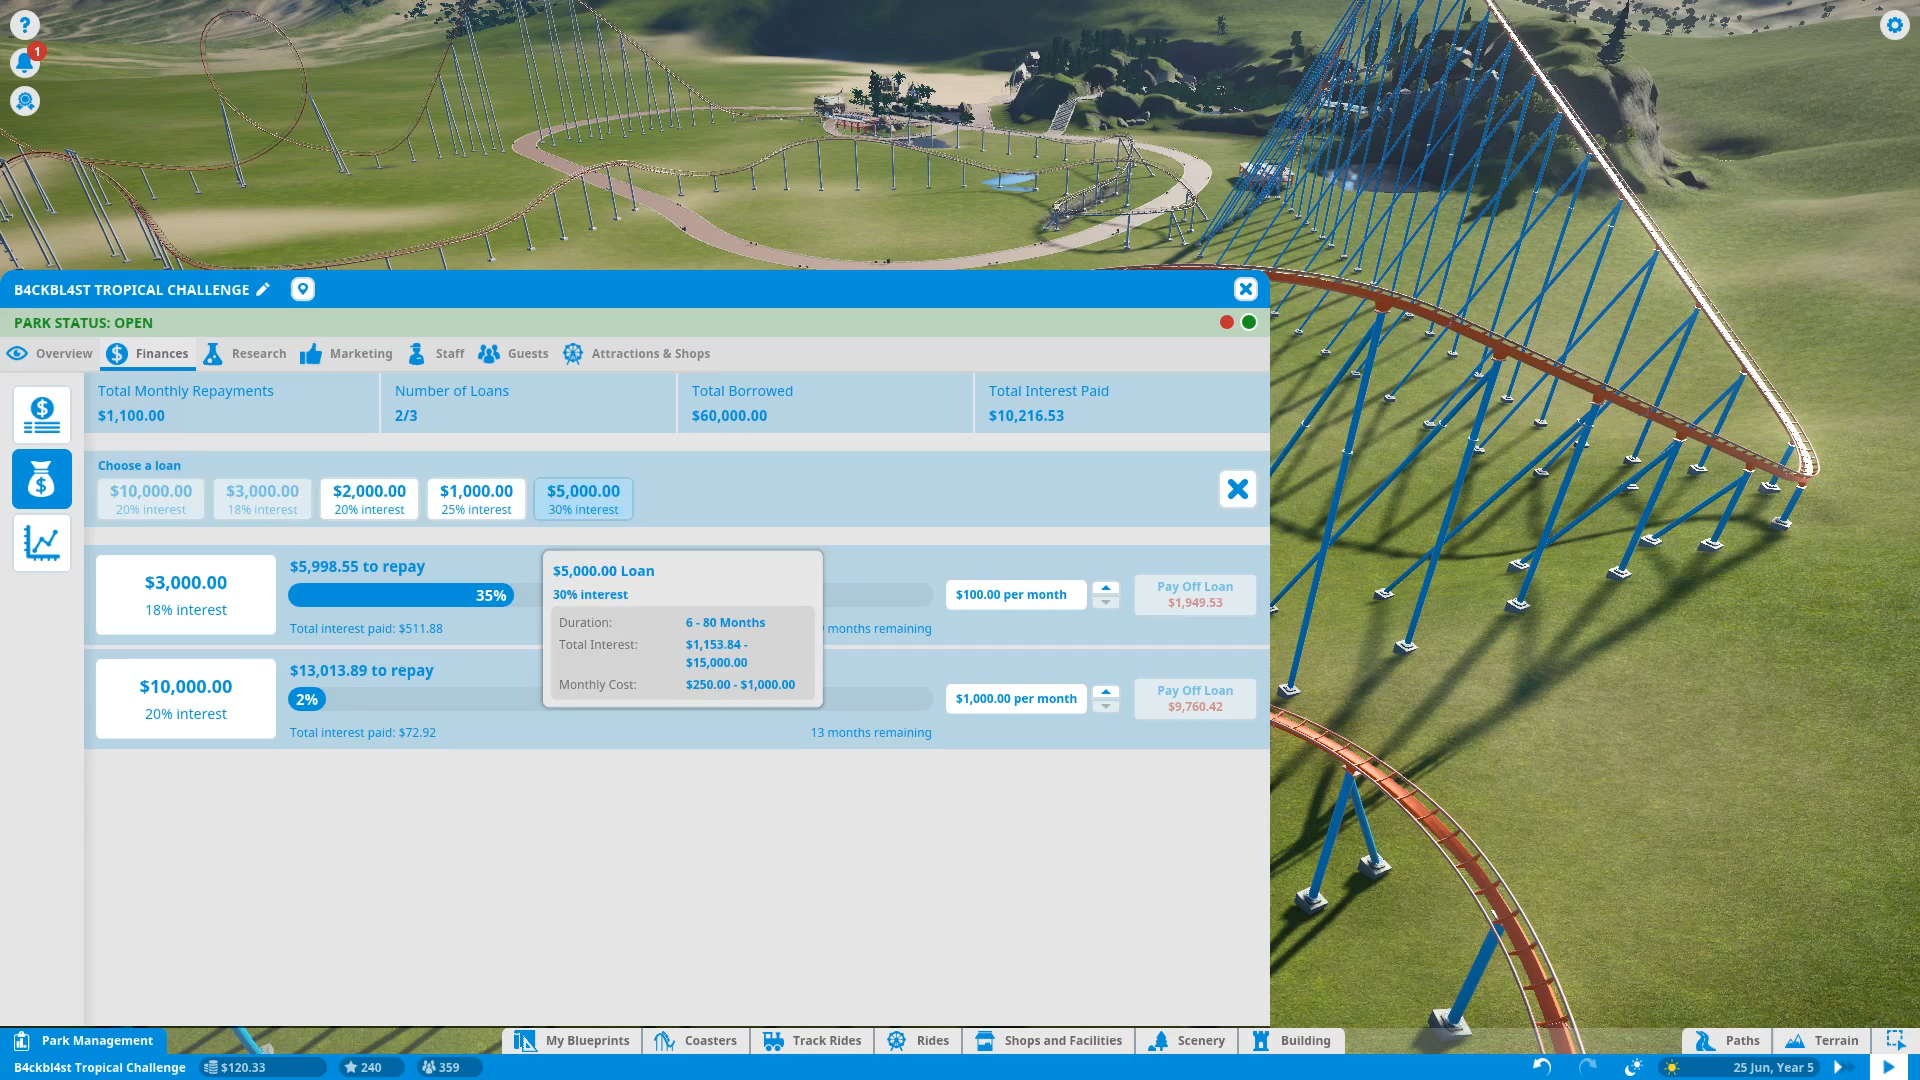 ?
1
B4CKBL4ST TROPICAL CHALLENGE
PARK STATUS: OPEN
Overview
Finances
Research
Marketing
Staff
Guests
Attractions & Shops
Total Monthly Repayments
$1,100.00
Number of Loans
2/3
Total Borrowed
$60,000.00
Total Interest Paid
$10,216.53
Choose a loan
$10,000.00
20% interest
$3,000.00
18% interest
$2,000.00
20% interest
$1,000.00
25% interest
$5,000.00
30% interest
$3,000.00
18% interest
$5,998.55 to repay
35%
Total interest paid: $511.88
months remaining
$100.00 per month
Pay Off Loan
$1,949.53
$5,000.00 Loan
30% interest
Duration: 6 - 80 Months
Total Interest: $1,153.84 -
$15,000.00
Monthly Cost: $250.00 - $1,000.00
$10,000.00
20% interest
$13,013.89 to repay
2%
Total interest paid: $72.92
13 months remaining
$1,000.00 per month
Pay Off Loan
$9,760.42
Park Management
My Blueprints
Coasters
Track Rides
Rides
Shops and Facilities
Scenery
Building
Paths
Terrain
B4ckbl4st Tropical Challenge
$120.33
240
359
25 Jun, Year 5